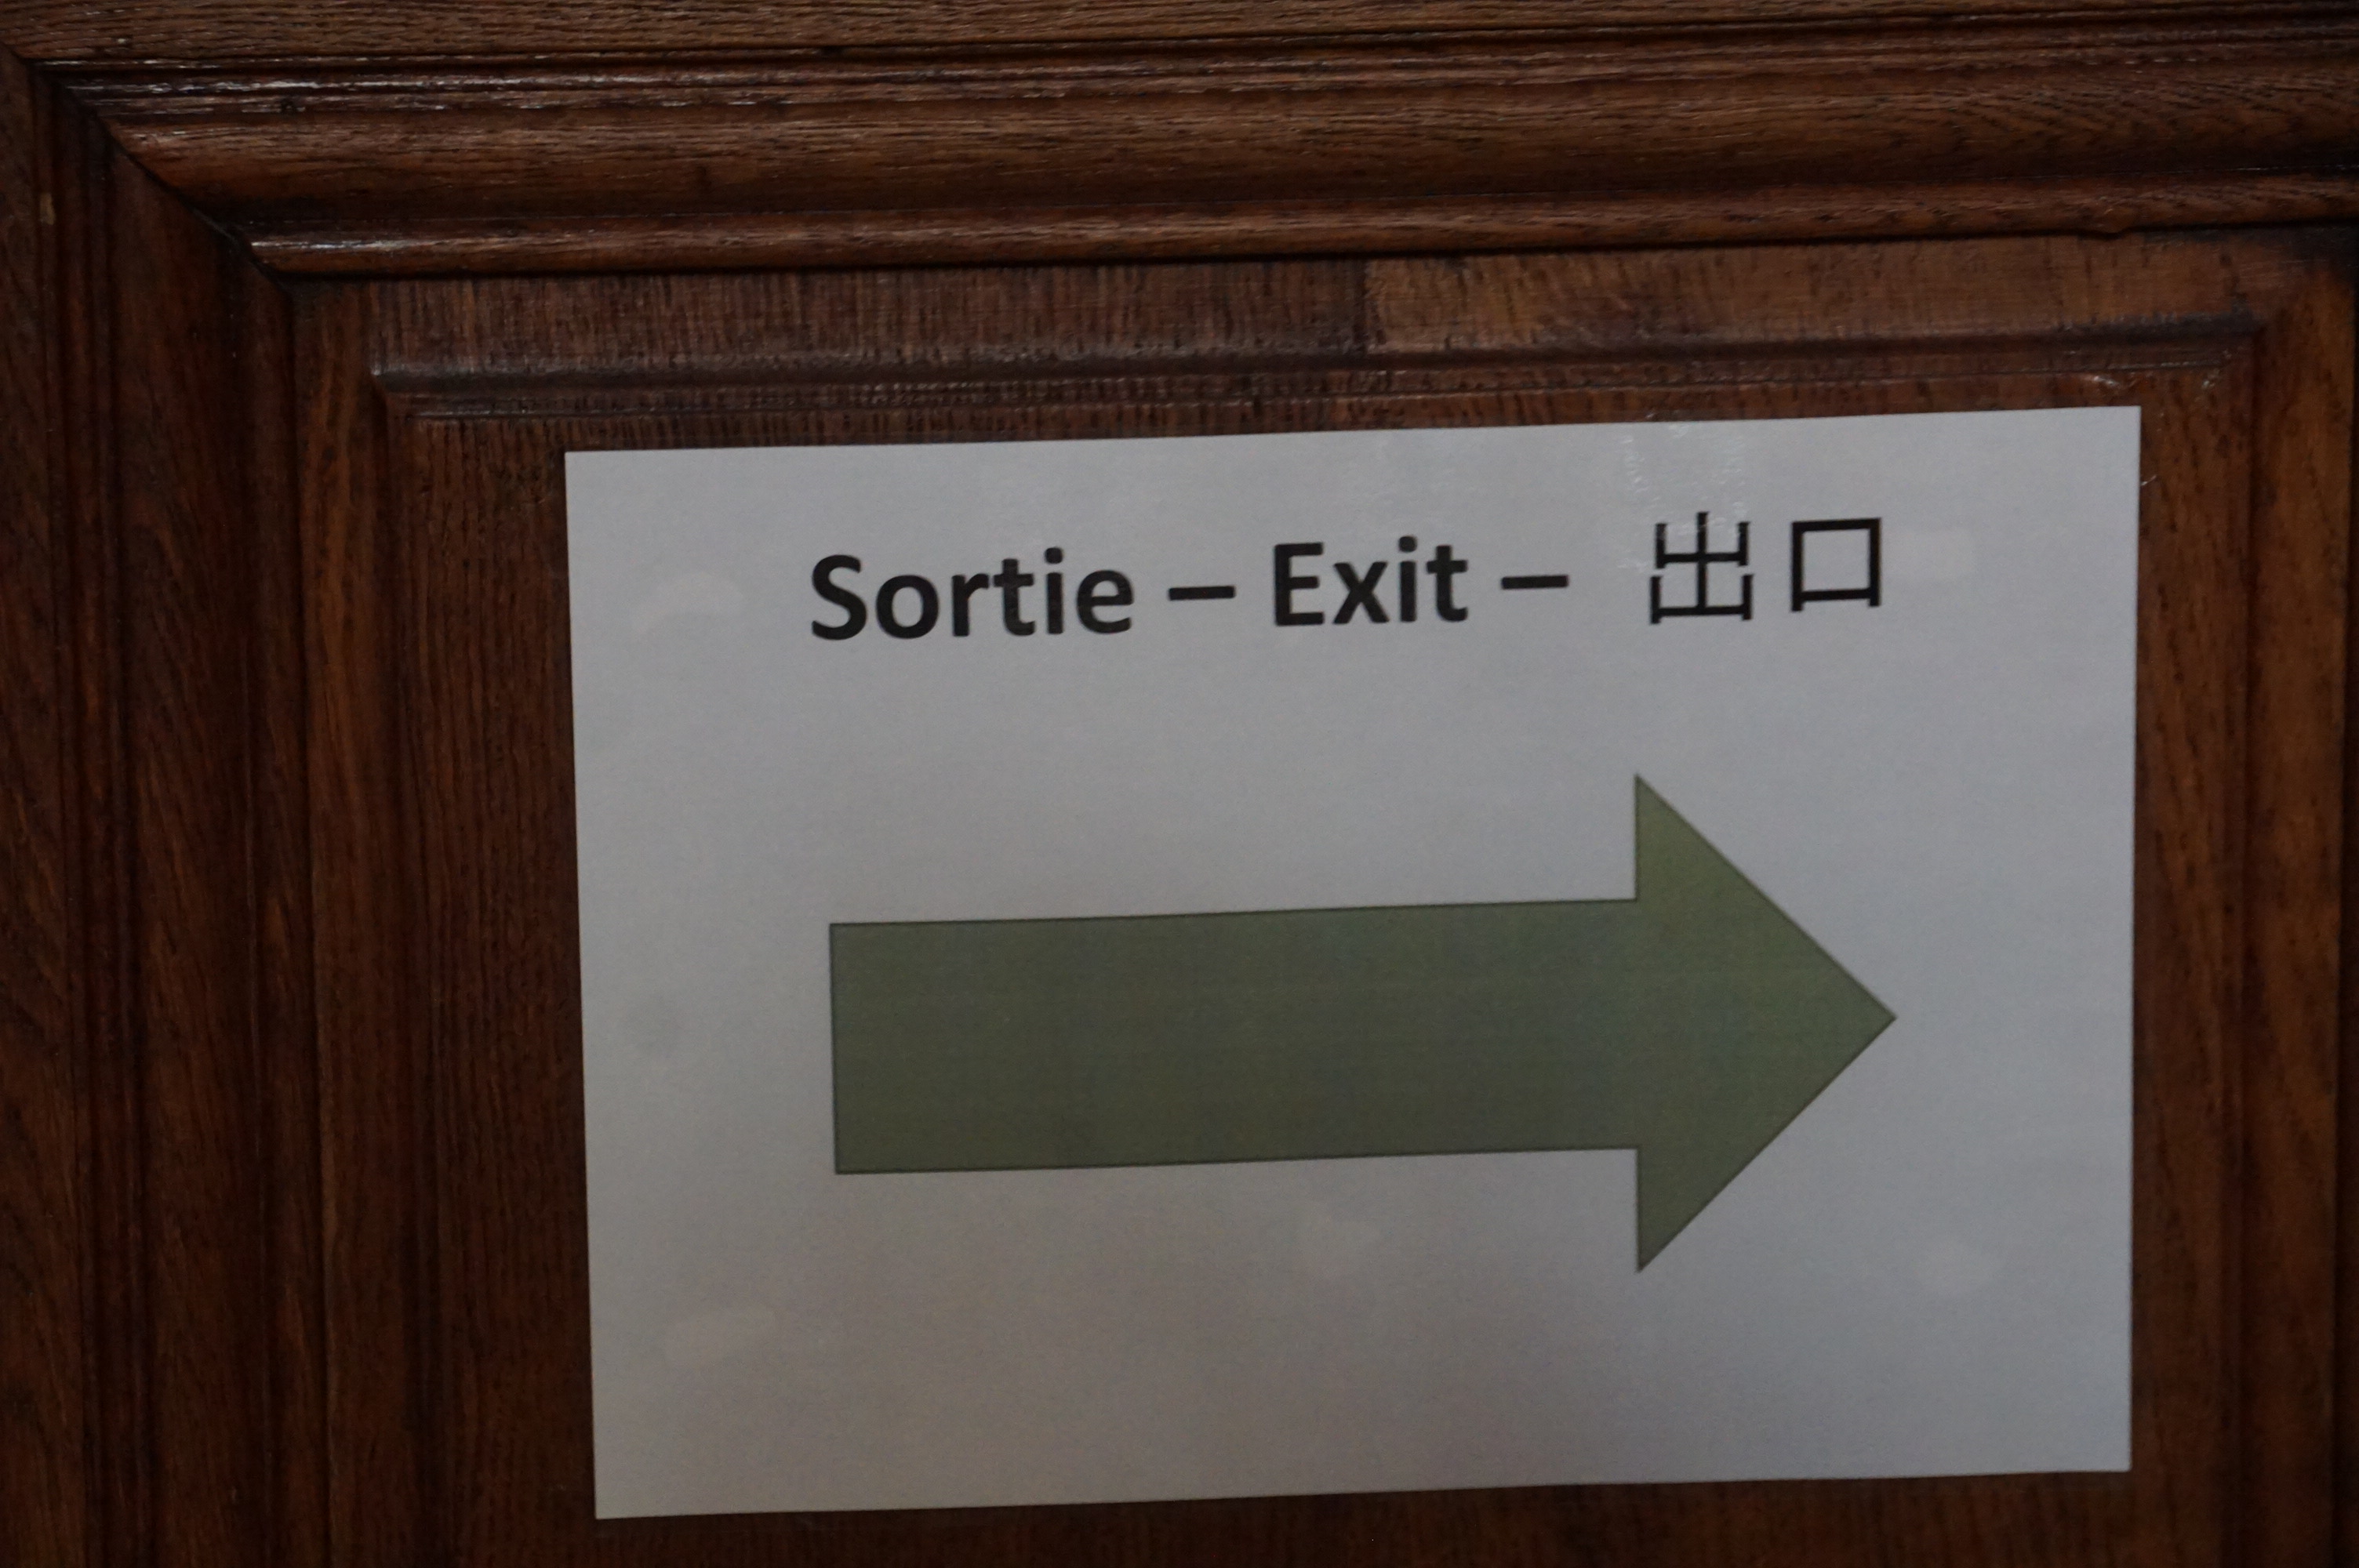 Sortie – Exit – 出口